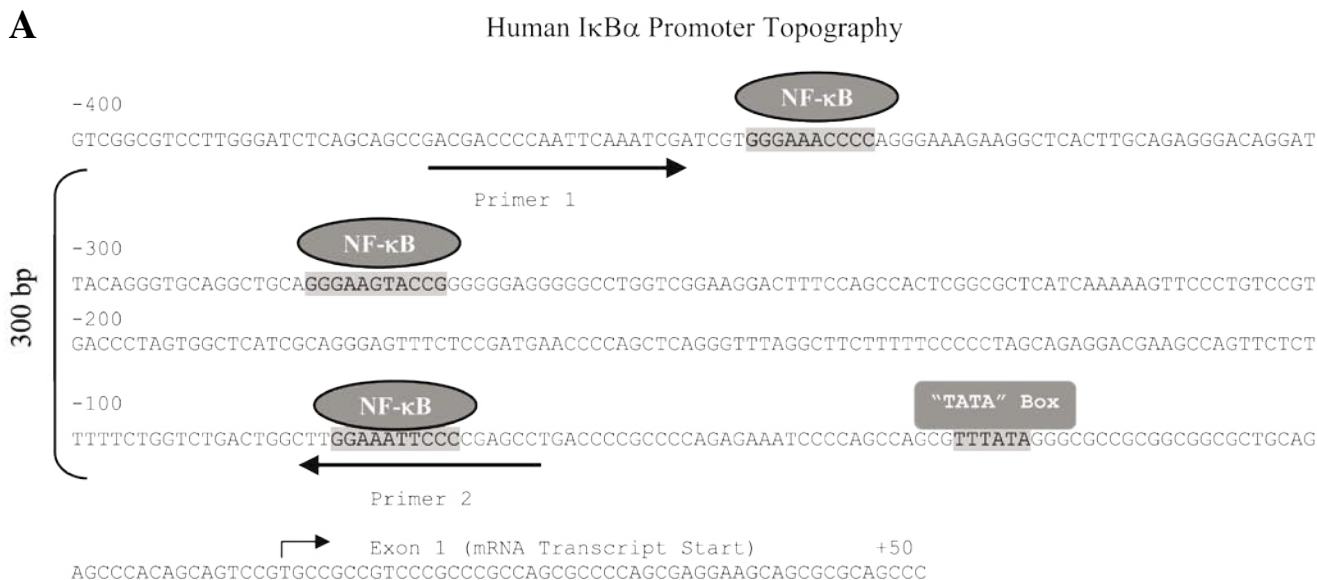 A
Human IκBα Promoter Topography
NF-κB
-400
GTCGGCGTCCTTGGGATCTCAGCAGCCGACGACCCCAATTCAAATCGATCGTGGGAAACCCCAGGGAAAGAAGGCTCACTTGCAGAGGGACAGGAT
Primer 1
300 bp
NF-κB
-300
TACAGGGTGCAGGCTGCAGGGAAGTACCGGGGGGAGGGGGCCTGGTCGGAAGGACTTTCCAGCCACTCGGCGCTCATCAAAAAGTTCCCTGTCCGT
-200
GACCCTAGTGGCTCATCGCAGGGAGTTTCTCCGATGAACCCCAGCTCAGGGTTTAGGCTTCTTTTTCCCCCTAGCAGAGGACGAAGCCAGTTCTCT
-100
NF-κB
"TATA" Box
TTTTCTGGTCTGACTGGCTTGGAAATTCCCCGAGCCTGACCCCGCCCCAGAGAAATCCCCAGCCAGCGTTTATAGGGCGCCGCGGCGGCGCTGCAG
Primer 2
Exon 1 (mRNA Transcript Start)
+50
AGCCCACAGCAGTCCGTGCCGCCGTCCCGCCCGCCAGCGCCCCAGCGAGGAAGCAGCGCGCAGCCC